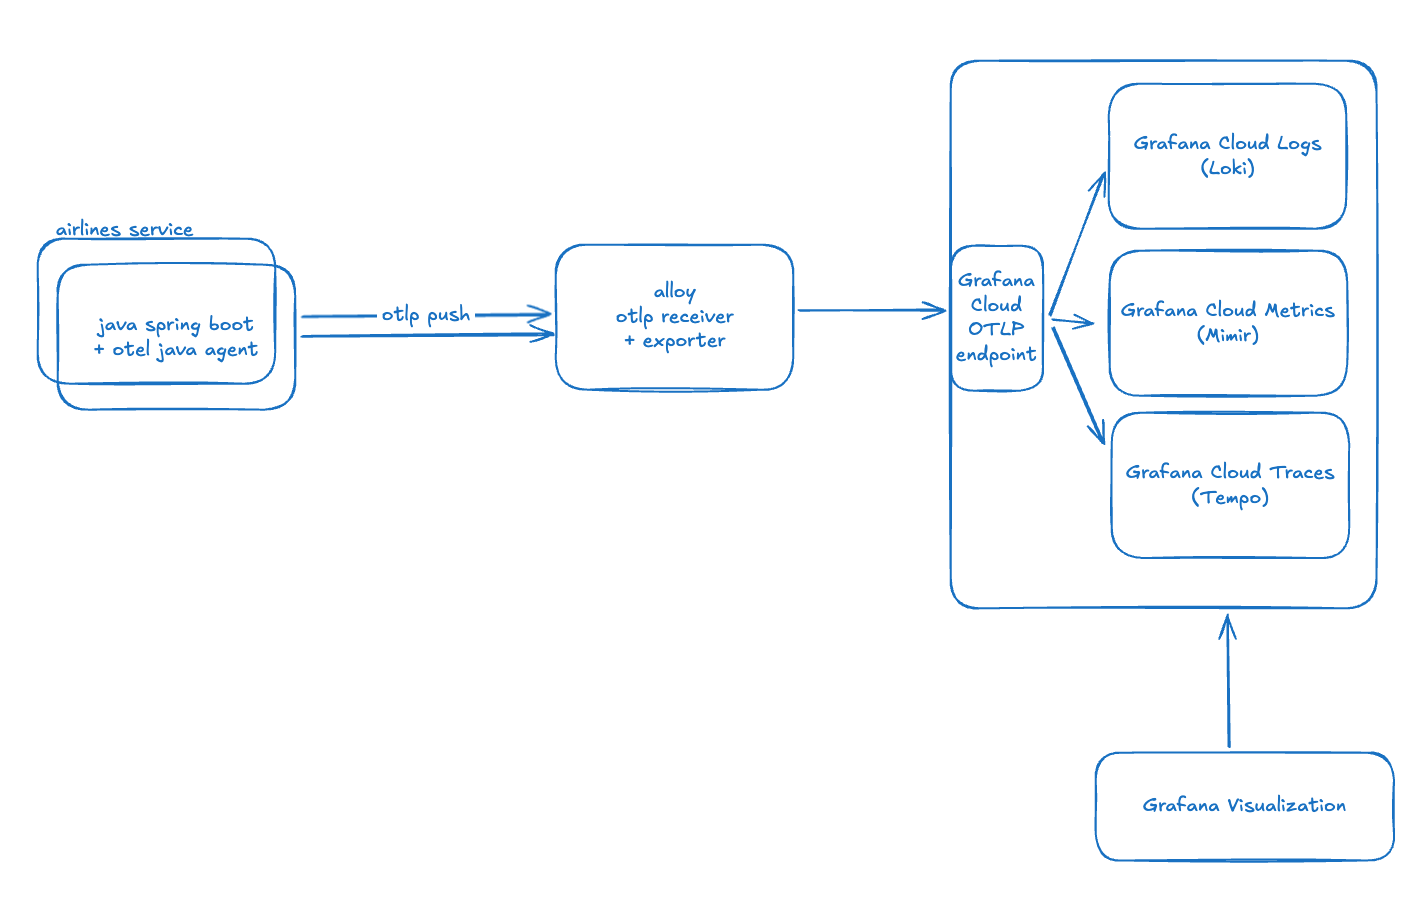 airlines service
java spring boot
+ otel java agent
otlp push
alloy
otlp receiver
+ exporter
Grafana
Cloud
OTLP
endpoint
Grafana Cloud Logs
(Loki)
Grafana Cloud Metrics
(Mimir)
Grafana Cloud Traces
(Tempo)
Grafana Visualization